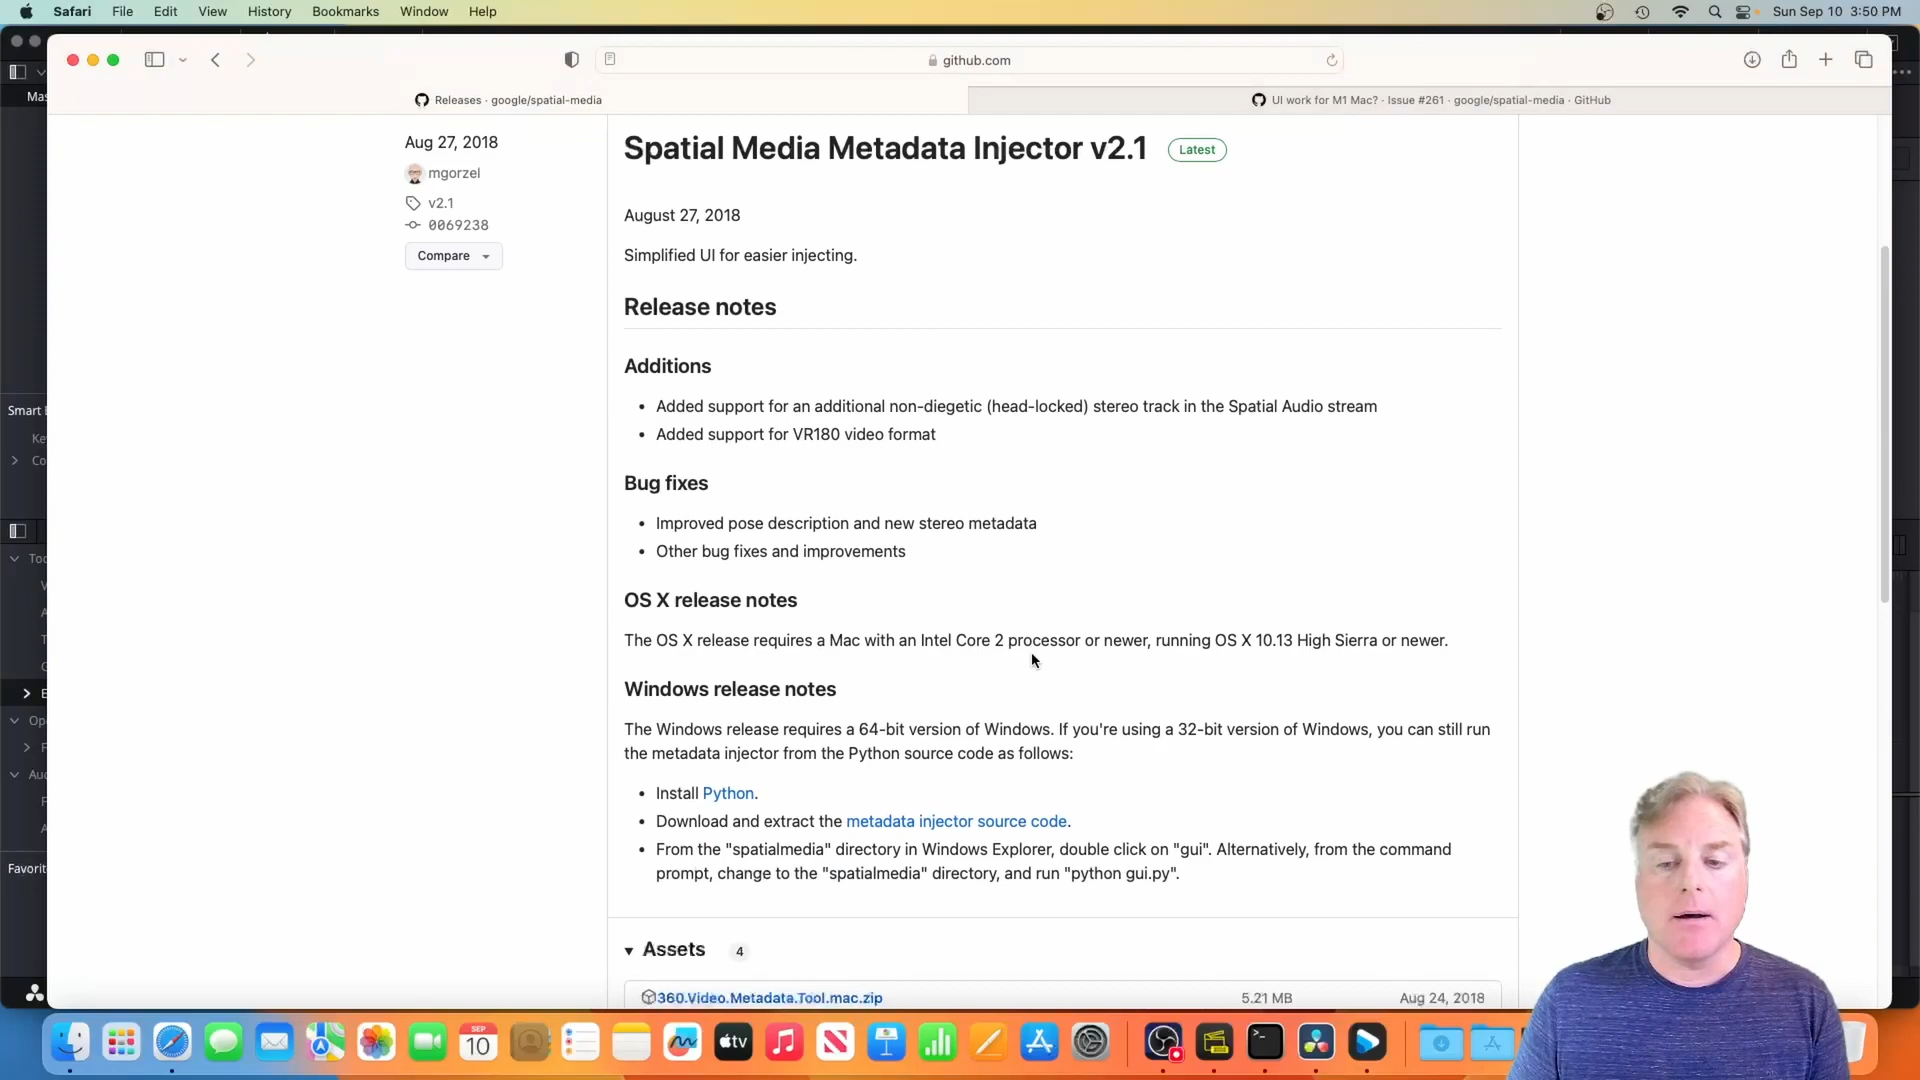 Safari File Edit View History Bookmarks Window Help
Sun Sep 10 3:50 PM
github.com
Releases · google/spatial-media
UI work for M1 Mac? · Issue #261 · google/spatial-media · GitHub
Aug 27, 2018
mgorzel
v2.1
0069238
Compare
Spatial Media Metadata Injector v2.1 Latest
August 27, 2018
Simplified UI for easier injecting.
Release notes
Additions
• Added support for an additional non-diegetic (head-locked) stereo track in the Spatial Audio stream
• Added support for VR180 video format
Bug fixes
• Improved pose description and new stereo metadata
• Other bug fixes and improvements
OS X release notes
The OS X release requires a Mac with an Intel Core 2 processor or newer, running OS X 10.13 High Sierra or newer.
Windows release notes
The Windows release requires a 64-bit version of Windows. If you're using a 32-bit version of Windows, you can still run
the metadata injector from the Python source code as follows:
• Install Python.
• Download and extract the metadata injector source code.
• From the "spatialmedia" directory in Windows Explorer, double click on "gui". Alternatively, from the command
prompt, change to the "spatialmedia" directory, and run "python gui.py".
Assets 4
360.Video.Metadata.Tool.mac.zip 5.21 MB Aug 24, 2018
Mas
Smart
Ke
Co
Too
Op
Aud
Favorit
SEP
10
tv